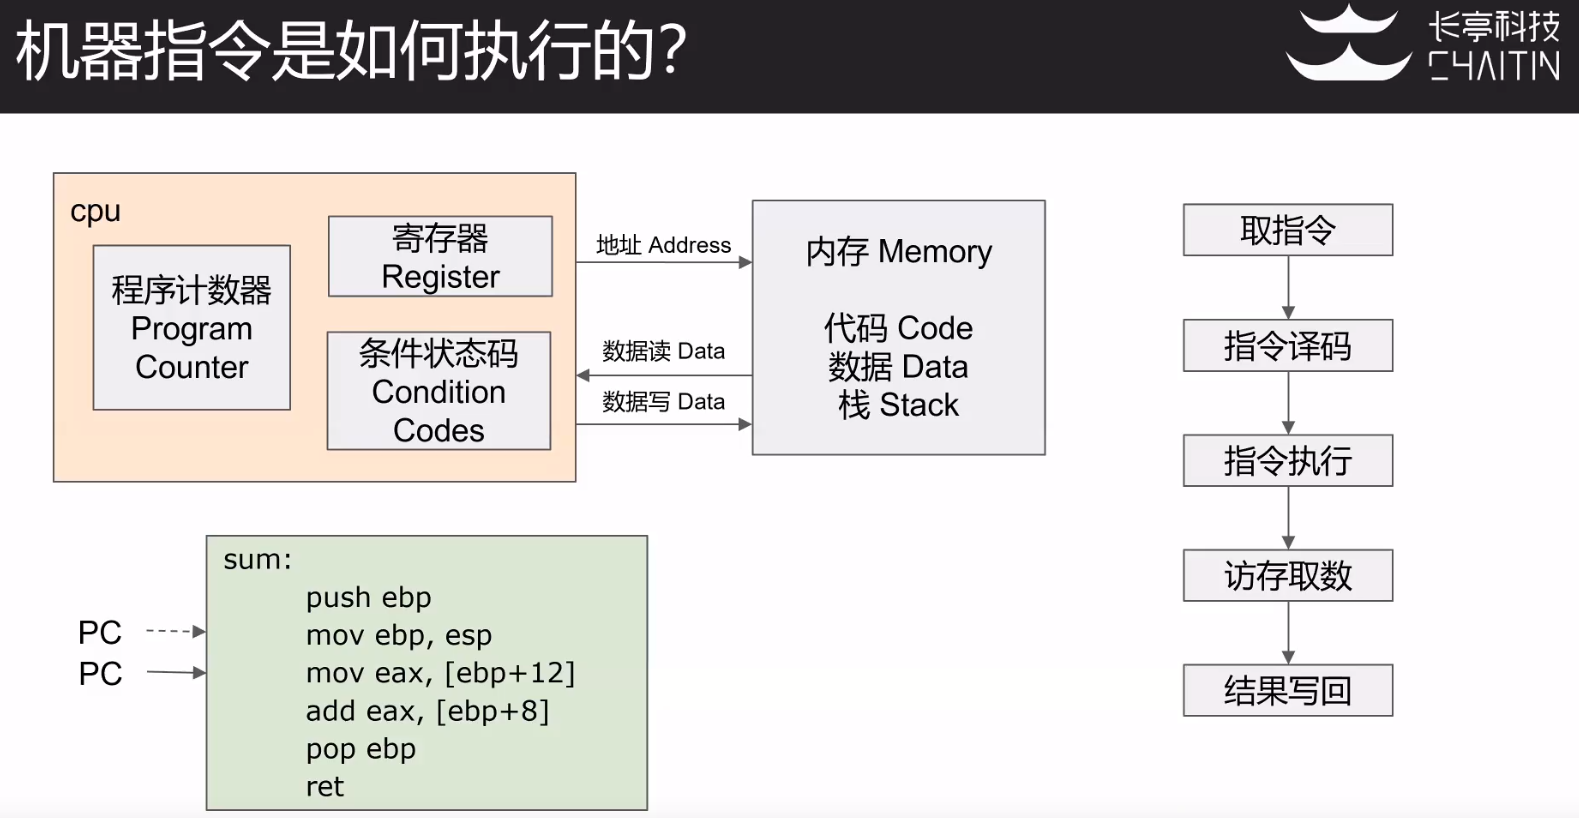 机器指令是如何执行的？
长亭科技
CHAITIN
cpu
程序计数器
Program
Counter
寄存器
Register
条件状态码
Condition
Codes
地址 Address
数据读 Data
数据写 Data
内存 Memory
代码 Code
数据 Data
栈 Stack
取指令
指令译码
指令执行
访存取数
结果写回
PC
PC
sum:
push ebp
mov ebp, esp
mov eax, [ebp+12]
add eax, [ebp+8]
pop ebp
ret